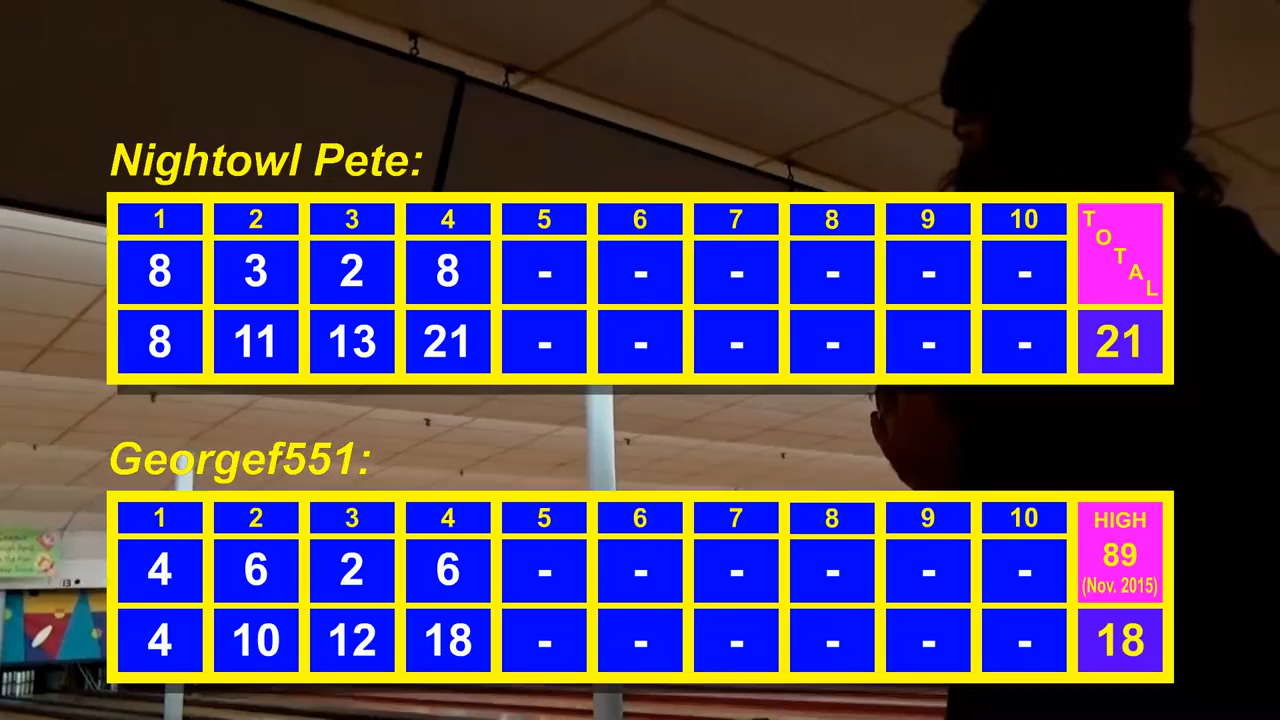 Nightowl Pete:
1 2 3 4 5 6 7 8 9 10 TOTAL
8 3 2 8 - - - - - -
8 11 13 21 - - - - - - 21
Georgef551:
1 2 3 4 5 6 7 8 9 10 HIGH
4 6 2 6 - - - - - - 89
(Nov. 2015)
4 10 12 18 - - - - - - 18
13